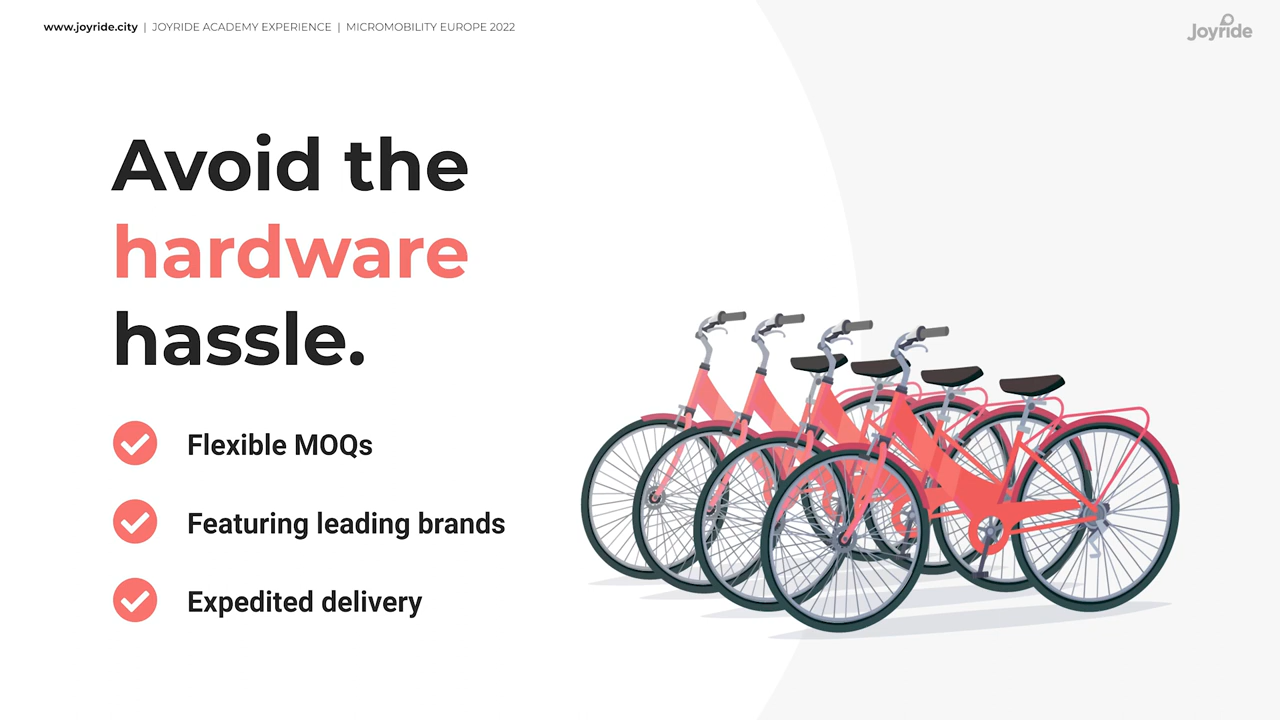 www.joyride.city | JOYRIDE ACADEMY EXPERIENCE | MICROMOBILITY EUROPE 2022
Joyride
Avoid the
hardware
hassle.
Flexible MOQs
Featuring leading brands
Expedited delivery